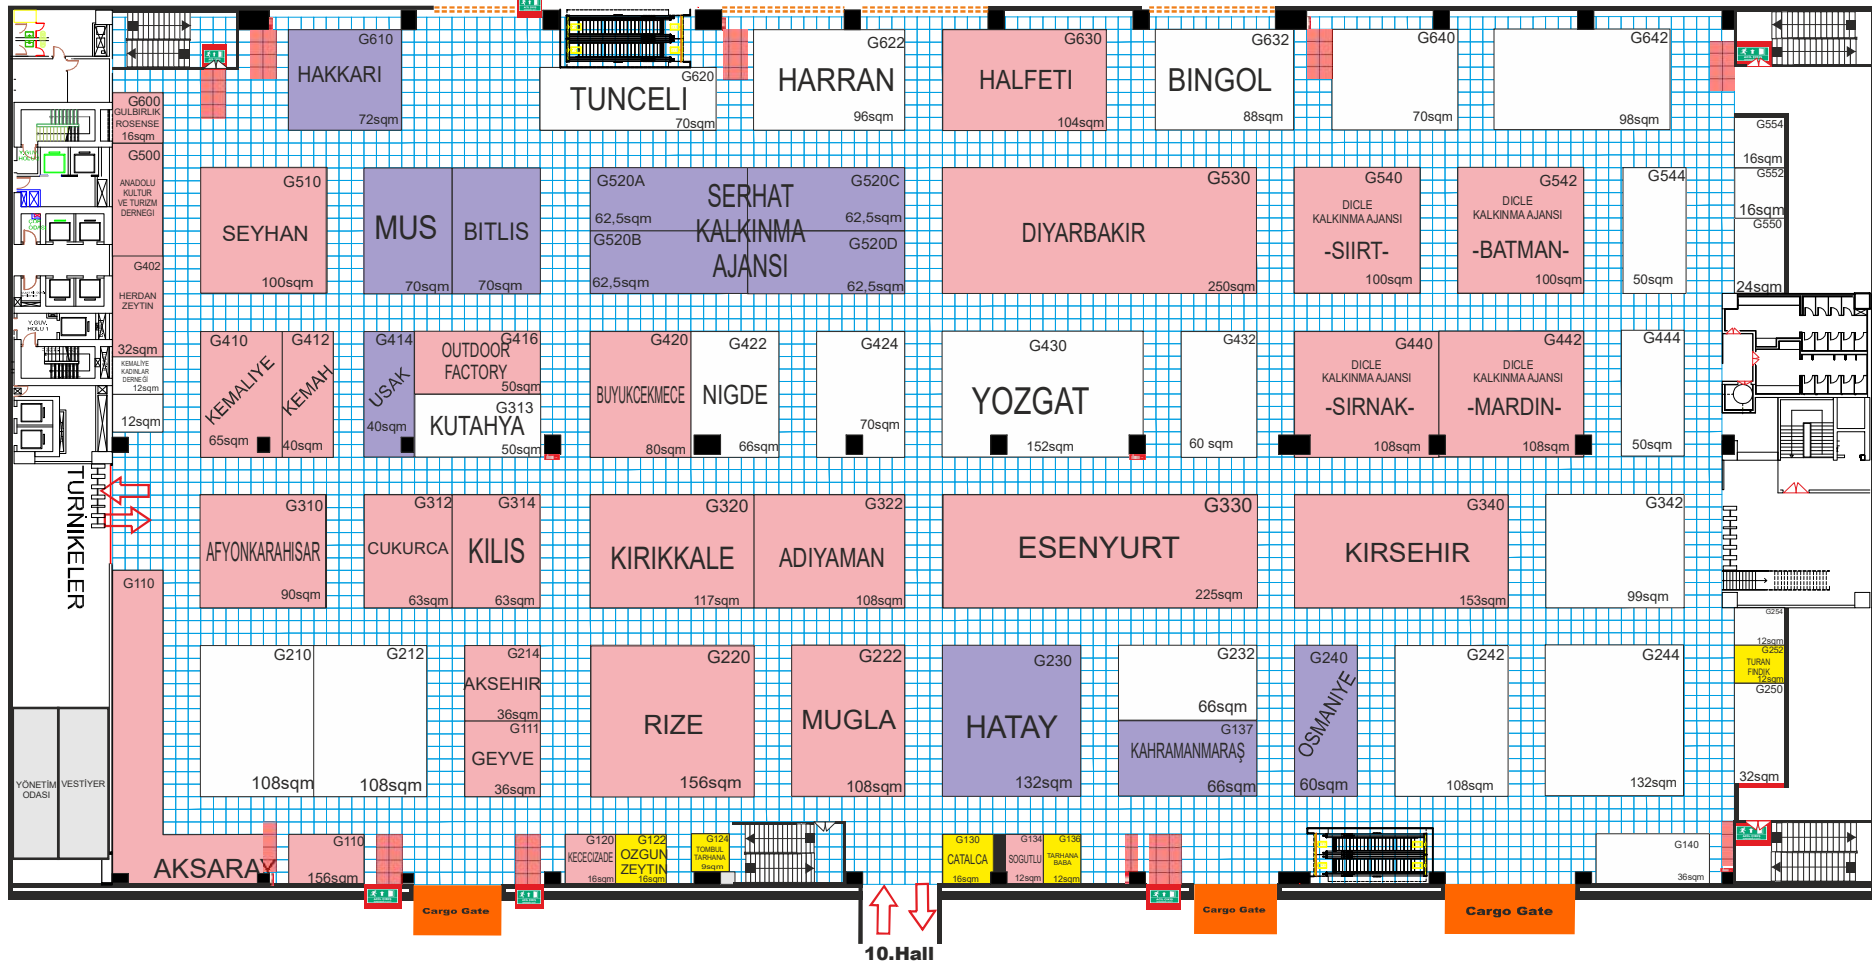 G610
HAKKARI
72sqm
G620
TUNCELI
70sqm
G622
HARRAN
96sqm
G630
HALFETI
104sqm
G632
BINGOL
88sqm
G640
70sqm
G642
98sqm
G600
GULBIRLIK
ROSENSE
16sqm
G500
ANADOLU
KULTUR
VE TURIZM
DERNEGI
G402
HERDAN
ZEYTIN
32sqm
KEMALİYE
KADINLAR
DERNEĞİ
12sqm
12sqm
G510
SEYHAN
100sqm
MUS
70sqm
BITLIS
70sqm
G520A
62,5sqm
G520C
62,5sqm
G520B
62,5sqm
G520D
62,5sqm
SERHAT
KALKINMA
AJANSI
G530
DIYARBAKIR
250sqm
G540
DICLE
KALKINMA AJANSI
-SIIRT-
100sqm
G542
DICLE
KALKINMA AJANSI
-BATMAN-
100sqm
G544
50sqm
G554
16sqm
G552
16sqm
G550
24sqm
G410
KEMALIYE
65sqm
G412
KEMAH
40sqm
G414
USAK
40sqm
G416
OUTDOOR
FACTORY
50sqm
G313
KUTAHYA
50sqm
G420
BUYUKCEKMECE
80sqm
G422
NIGDE
66sqm
G424
70sqm
G430
YOZGAT
152sqm
G432
60 sqm
G440
DICLE
KALKINMA AJANSI
-SIRNAK-
108sqm
G442
DICLE
KALKINMA AJANSI
-MARDIN-
108sqm
G444
50sqm
TURNIKELER
G310
AFYONKARAHISAR
90sqm
G312
CUKURCA
63sqm
G314
KILIS
63sqm
G320
KIRIKKALE
117sqm
G322
ADIYAMAN
108sqm
G330
ESENYURT
225sqm
G340
KIRSEHIR
153sqm
G342
99sqm
G110
G210
108sqm
G212
108sqm
G214
AKSEHIR
36sqm
G111
GEYVE
36sqm
G220
RIZE
156sqm
G222
MUGLA
108sqm
G230
HATAY
132sqm
G232
66sqm
G137
KAHRAMANMARAŞ
66sqm
G240
OSMANIYE
60sqm
G242
108sqm
G244
132sqm
G254
12sqm
G252
TURAN
FINDIK
12sqm
G250
32sqm
YÖNETİM
ODASI
VESTİYER
AKSARAY
G110
156sqm
G120
KECECIZADE
16sqm
G122
OZGUN
ZEYTIN
16sqm
G124
TOMBUL
TARHANA
9sqm
G130
CATALCA
16sqm
G134
SOGUTLU
12sqm
G136
TARHANA
BABA
12sqm
G140
36sqm
Cargo Gate
Cargo Gate
Cargo Gate
10.Hall